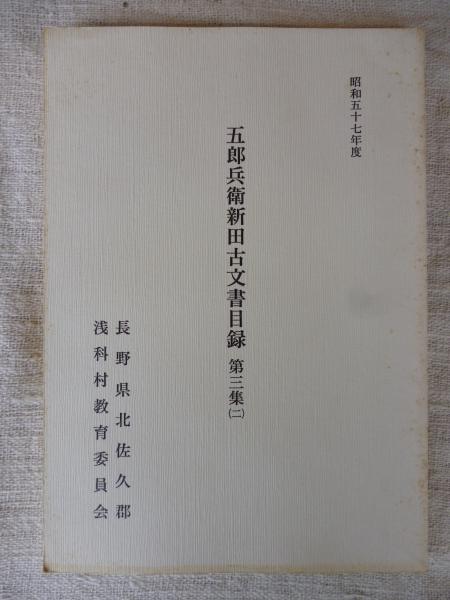 昭和五十七年度
五郎兵衛新田古文書目録 第三集(二)
長野県北佐久郡
浅科村教育委員会